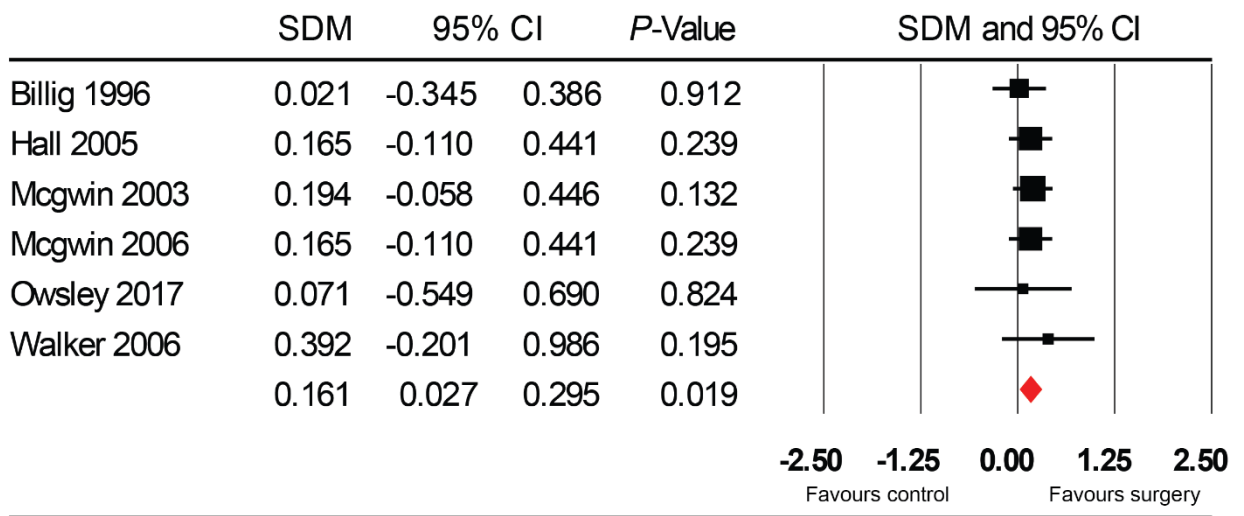 SDM 95% CI P-Value SDM and 95% CI
Billig 1996 0.021 -0.345 0.386 0.912
Hall 2005 0.165 -0.110 0.441 0.239
Mcgwin 2003 0.194 -0.058 0.446 0.132
Mcgwin 2006 0.165 -0.110 0.441 0.239
Owsley 2017 0.071 -0.549 0.690 0.824
Walker 2006 0.392 -0.201 0.986 0.195
0.161 0.027 0.295 0.019
-2.50 -1.25 0.00 1.25 2.50
Favours control Favours surgery